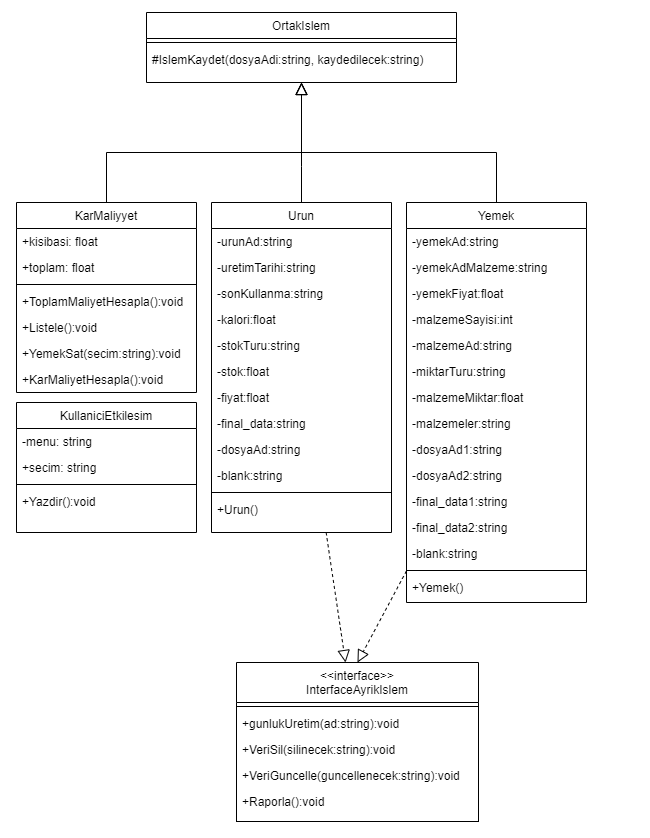 OrtakIslem
#IslemKaydet(dosyaAdi:string, kaydedilecek:string)
KarMaliyyet
+kisibasi: float
+toplam: float
+ToplamMaliyetHesapla():void
+Listele():void
+YemekSat(secim:string):void
+KarMaliyetHesapla():void
KullaniciEtkilesim
-menu: string
+secim: string
+Yazdir():void
Urun
-urunAd:string
-uretimTarihi:string
-sonKullanma:string
-kalori:float
-stokTuru:string
-stok:float
-fiyat:float
-final_data:string
-dosyaAd:string
-blank:string
+Urun()
Yemek
-yemekAd:string
-yemekAdMalzeme:string
-yemekFiyat:float
-malzemeSayisi:int
-malzemeAd:string
-miktarTuru:string
-malzemeMiktar:float
-malzemeler:string
-dosyaAd1:string
-dosyaAd2:string
-final_data1:string
-final_data2:string
-blank:string
+Yemek()
<<interface>>
InterfaceAyrikIslem
+gunlukUretim(ad:string):void
+VeriSil(silinecek:string):void
+VeriGuncelle(guncellenecek:string):void
+Raporla():void